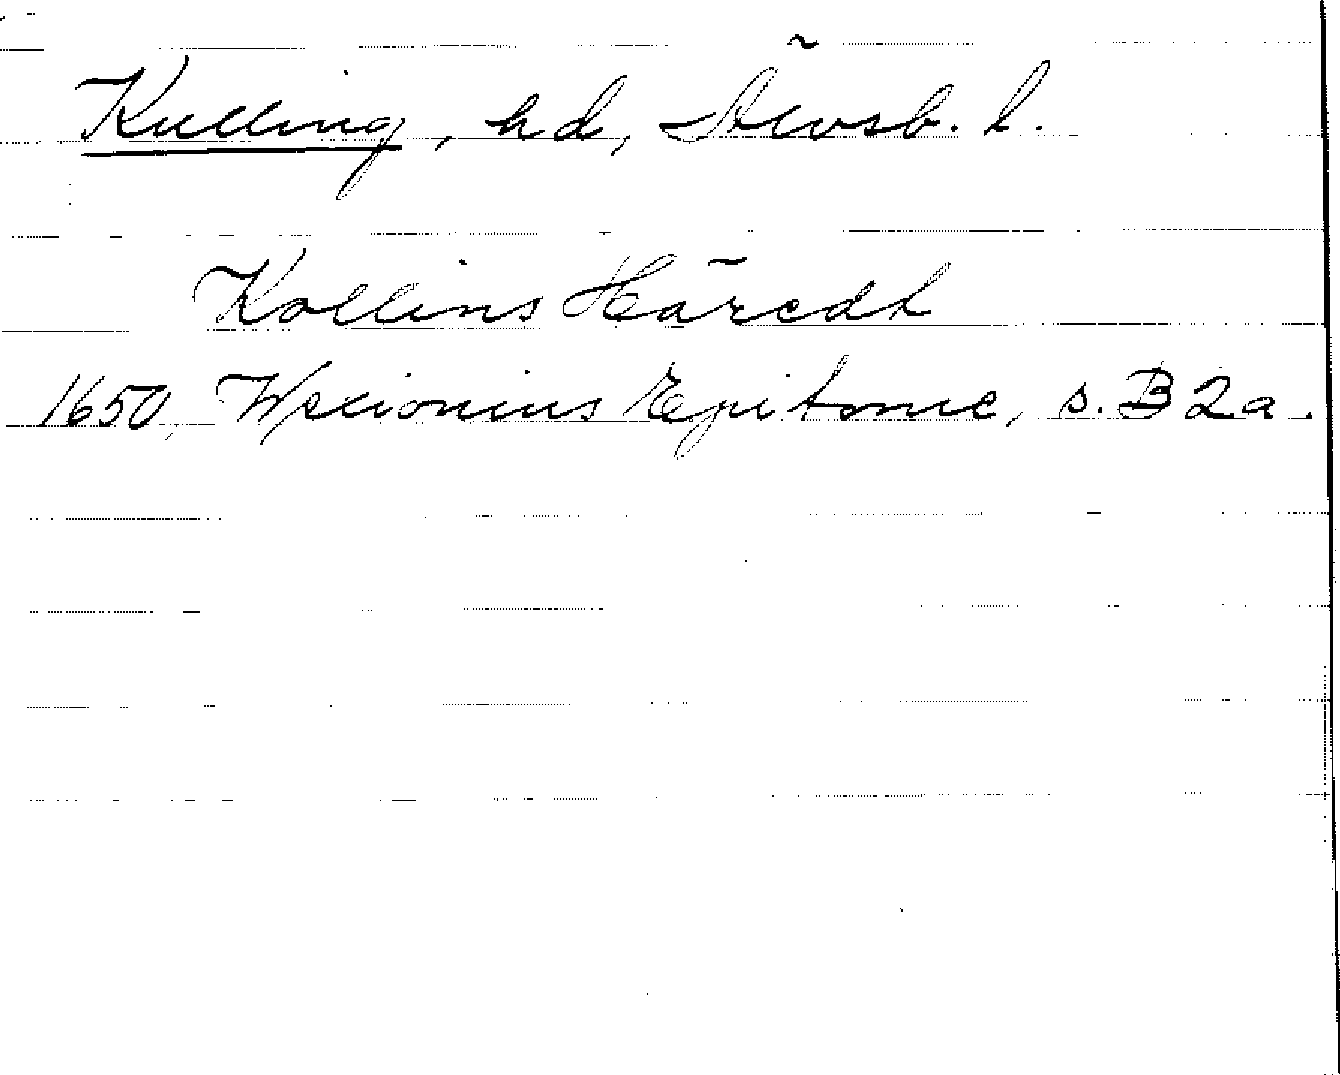 Kulling, hd, Älvsb. l.
Kollins Häredt
1650, Wexionius Epitome, s. B2a.